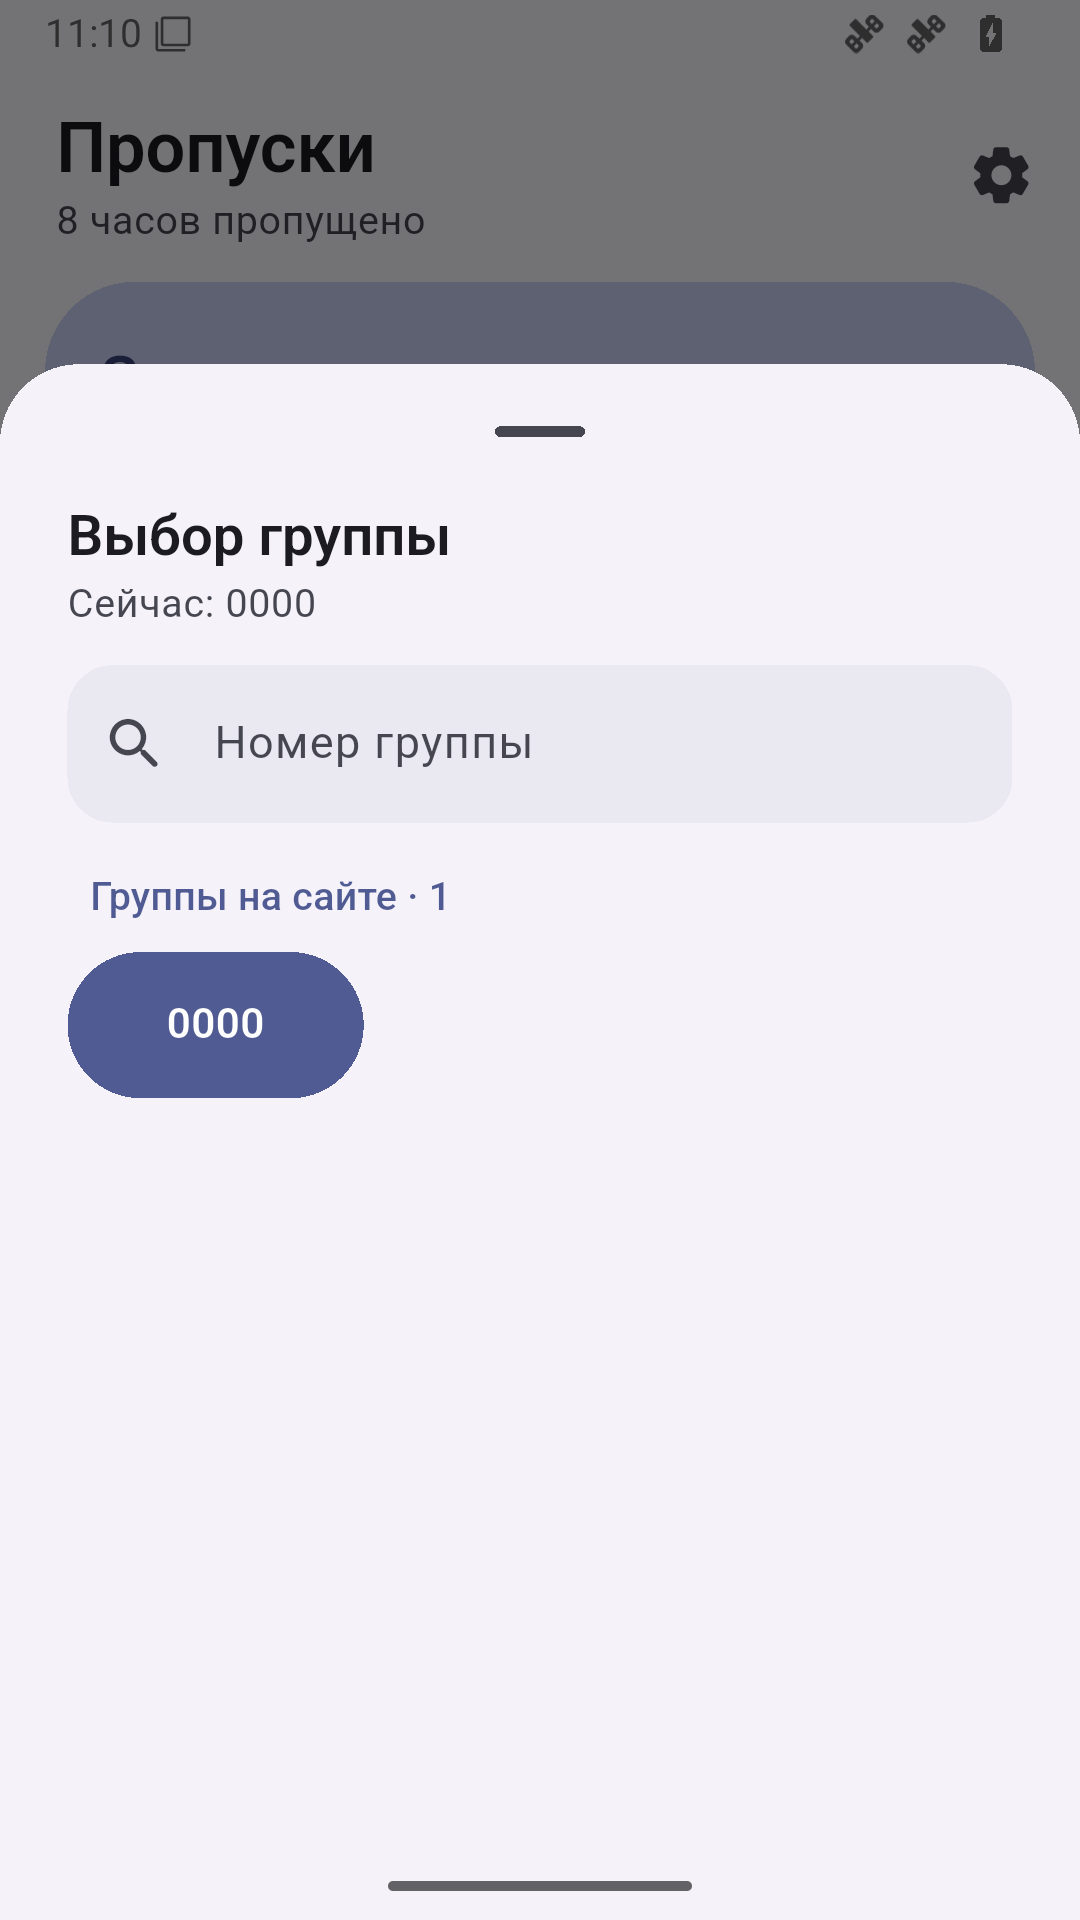 11:10
Пропуски
8 часов пропущено
Выбор группы
Сейчас: 0000
Номер группы
Группы на сайте · 1
0000